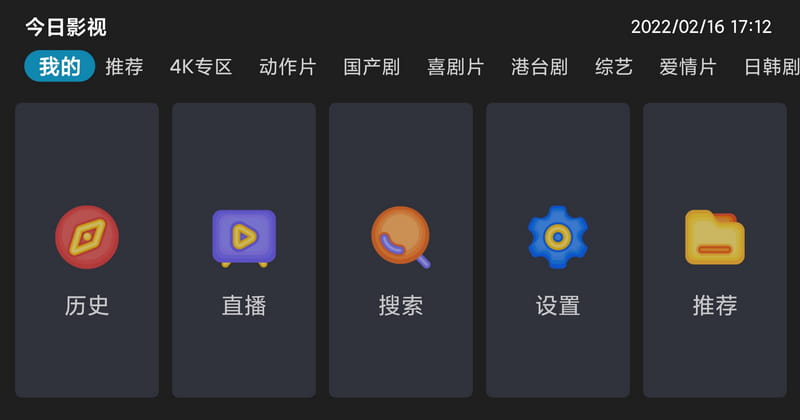 今日影视 2022/02/16 17:12
我的 推荐 4K专区 动作片 国产剧 喜剧片 港台剧 综艺 爱情片 日韩剧
历史 直播 搜索 设置 推荐